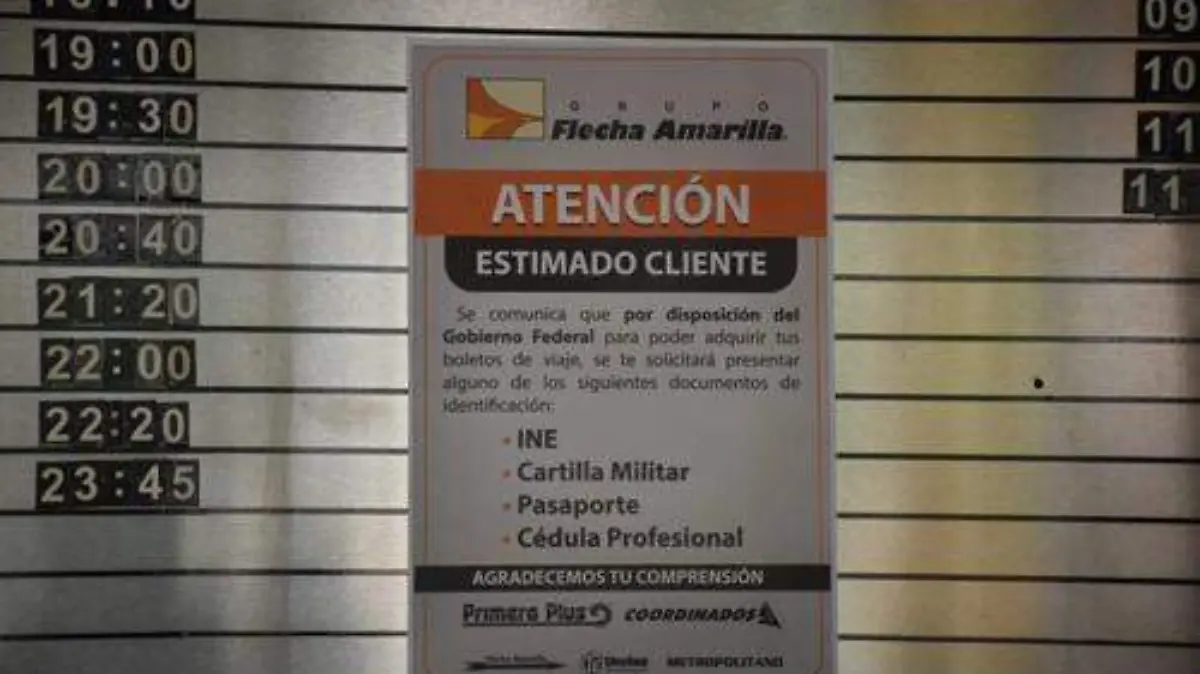 19:00
19:30
20:00
20:40
21:20
22:00
22:20
23:45
GRUPO
Flecha Amarilla.
ATENCIÓN
ESTIMADO CLIENTE
Se comunica que por disposición del
Gobierno Federal para poder adquirir tus
boletos de viaje, se te solicitará presentar
alguno de los siguientes documentos de
identificación:
• INE
• Cartilla Militar
• Pasaporte
• Cédula Profesional
AGRADECEMOS TU COMPRENSIÓN
Primera Plus COORDINADOS
METROPOLITANO
09
10
11
11